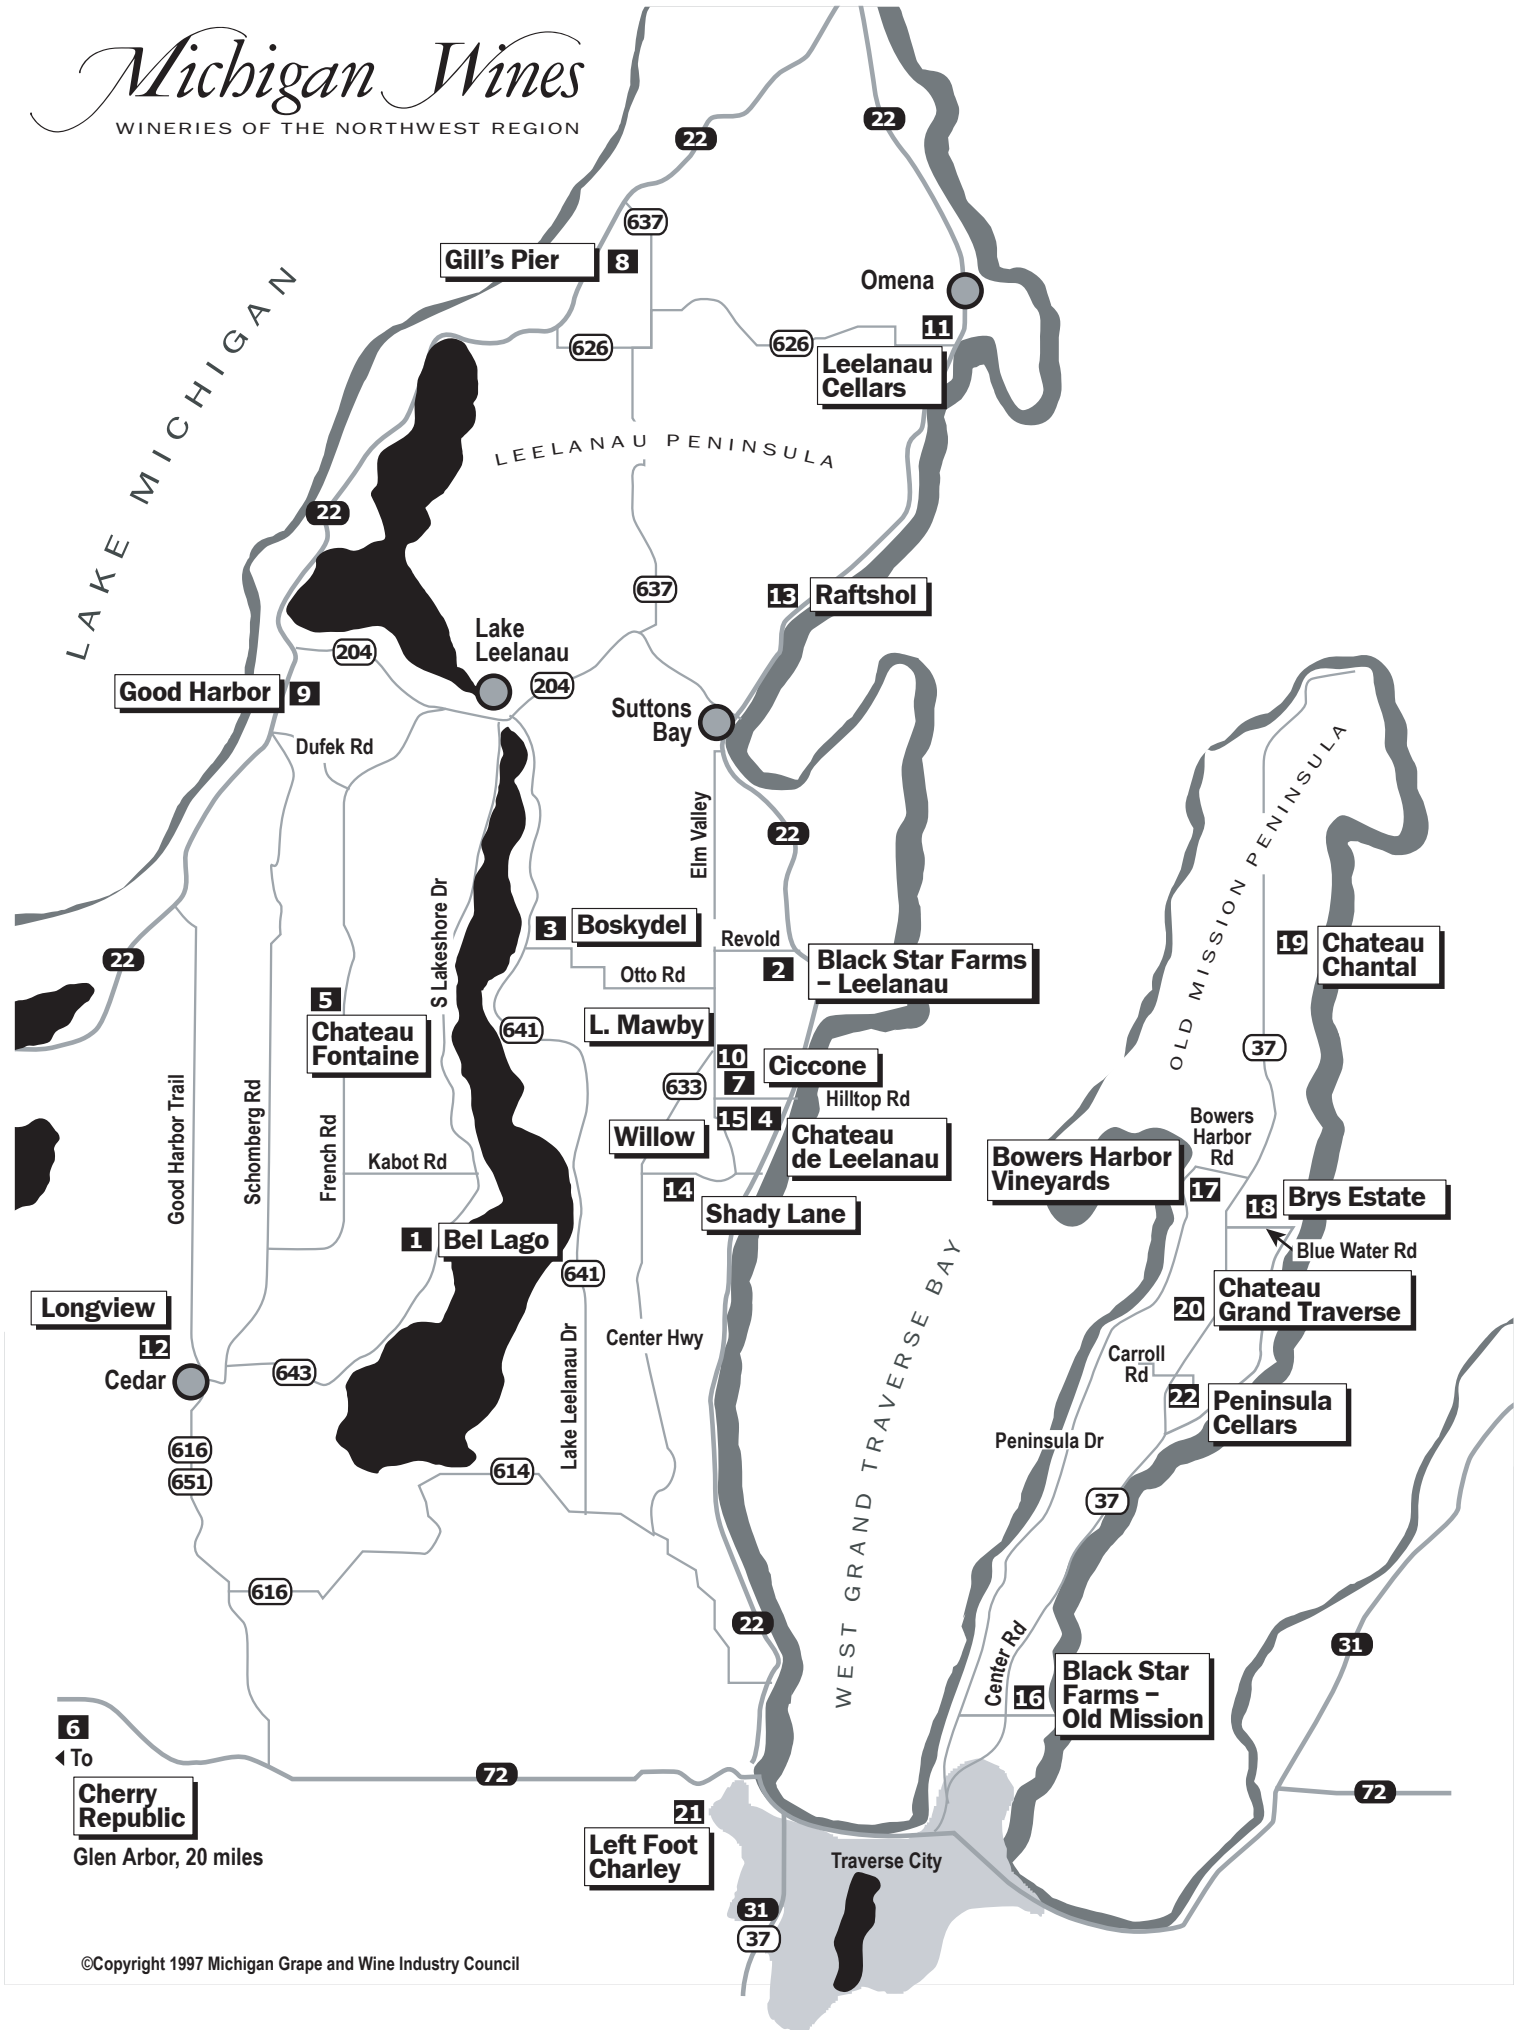 Michigan Wines
WINERIES OF THE NORTHWEST REGION
22
22
637
Gill's Pier
8
Omena
11
626
626
Leelanau
Cellars
LAKE MICHIGAN
LEELANAU PENINSULA
22
637
13
Raftshol
Lake
Leelanau
204
204
Good Harbor
9
Suttons
Bay
Dufek Rd
OLD MISSION PENINSULA
Elm Valley
22
S Lakeshore Dr
3
Boskydel
Revold
19
Chateau
Chantal
22
Otto Rd
2
Black Star Farms
– Leelanau
5
Chateau
Fontaine
641
L. Mawby
37
10
Ciccone
633
7
Hilltop Rd
Good Harbor Trail
Schomberg Rd
French Rd
15
4
Willow
Chateau
de Leelanau
Bowers
Harbor
Rd
Kabot Rd
Bowers Harbor
Vineyards
14
17
18
Brys Estate
Shady Lane
1
Bel Lago
Blue Water Rd
641
WEST GRAND TRAVERSE BAY
Longview
20
Chateau
Grand Traverse
12
Center Hwy
Cedar
643
Lake Leelanau Dr
Carroll
Rd
22
Peninsula
Cellars
616
651
614
Peninsula Dr
37
616
22
31
Center Rd
16
Black Star
Farms –
Old Mission
6
To
Cherry
Republic
Glen Arbor, 20 miles
72
72
21
Left Foot
Charley
Traverse City
31
37
©Copyright 1997 Michigan Grape and Wine Industry Council